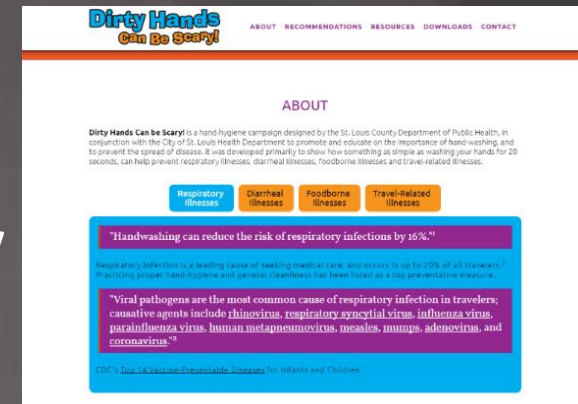 Dirty Hands
Can Be Scary!
ABOUT RECOMMENDATIONS RESOURCES DOWNLOADS CONTACT
ABOUT
Dirty Hands Can be Scary! is a hand-hygiene campaign designed by the St. Louis County Department of Public Health, in
conjunction with the City of St. Louis Health Department to promote and educate on the importance of hand-washing, and
to prevent the spread of disease. It was developed primarily to show how something as simple as washing your hands for 20
seconds, can help prevent respiratory illnesses, diarrheal illnesses, foodborne illnesses and travel-related illnesses.
Respiratory Diarrheal Foodborne Travel-Related
Illnesses Illnesses Illnesses Illnesses
"Handwashing can reduce the risk of respiratory infections by 16%."¹
Respiratory infection is a leading cause of seeking medical care, and occurs in up to 20% of all travelers.
Practicing proper hand-hygiene and general cleanliness has been listed as a top preventative measure.
"Viral pathogens are the most common cause of respiratory infection in travelers;
causative agents include rhinovirus, respiratory syncytial virus, influenza virus,
parainfluenza virus, human metapneumovirus, measles, mumps, adenovirus, and
coronavirus."²
CDC's Top 14 Vaccine-Preventable Diseases for Infants and Children